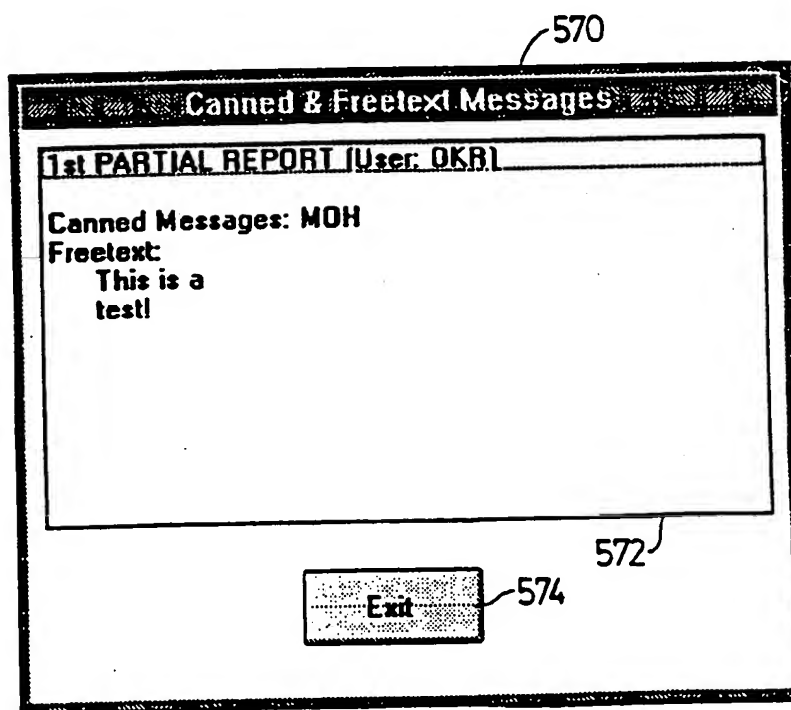 570
Canned & Freetext Messages
1st PARTIAL REPORT (User: OKR)
Canned Messages: MOH
Freetext:
This is a
test!
572
Exit
574